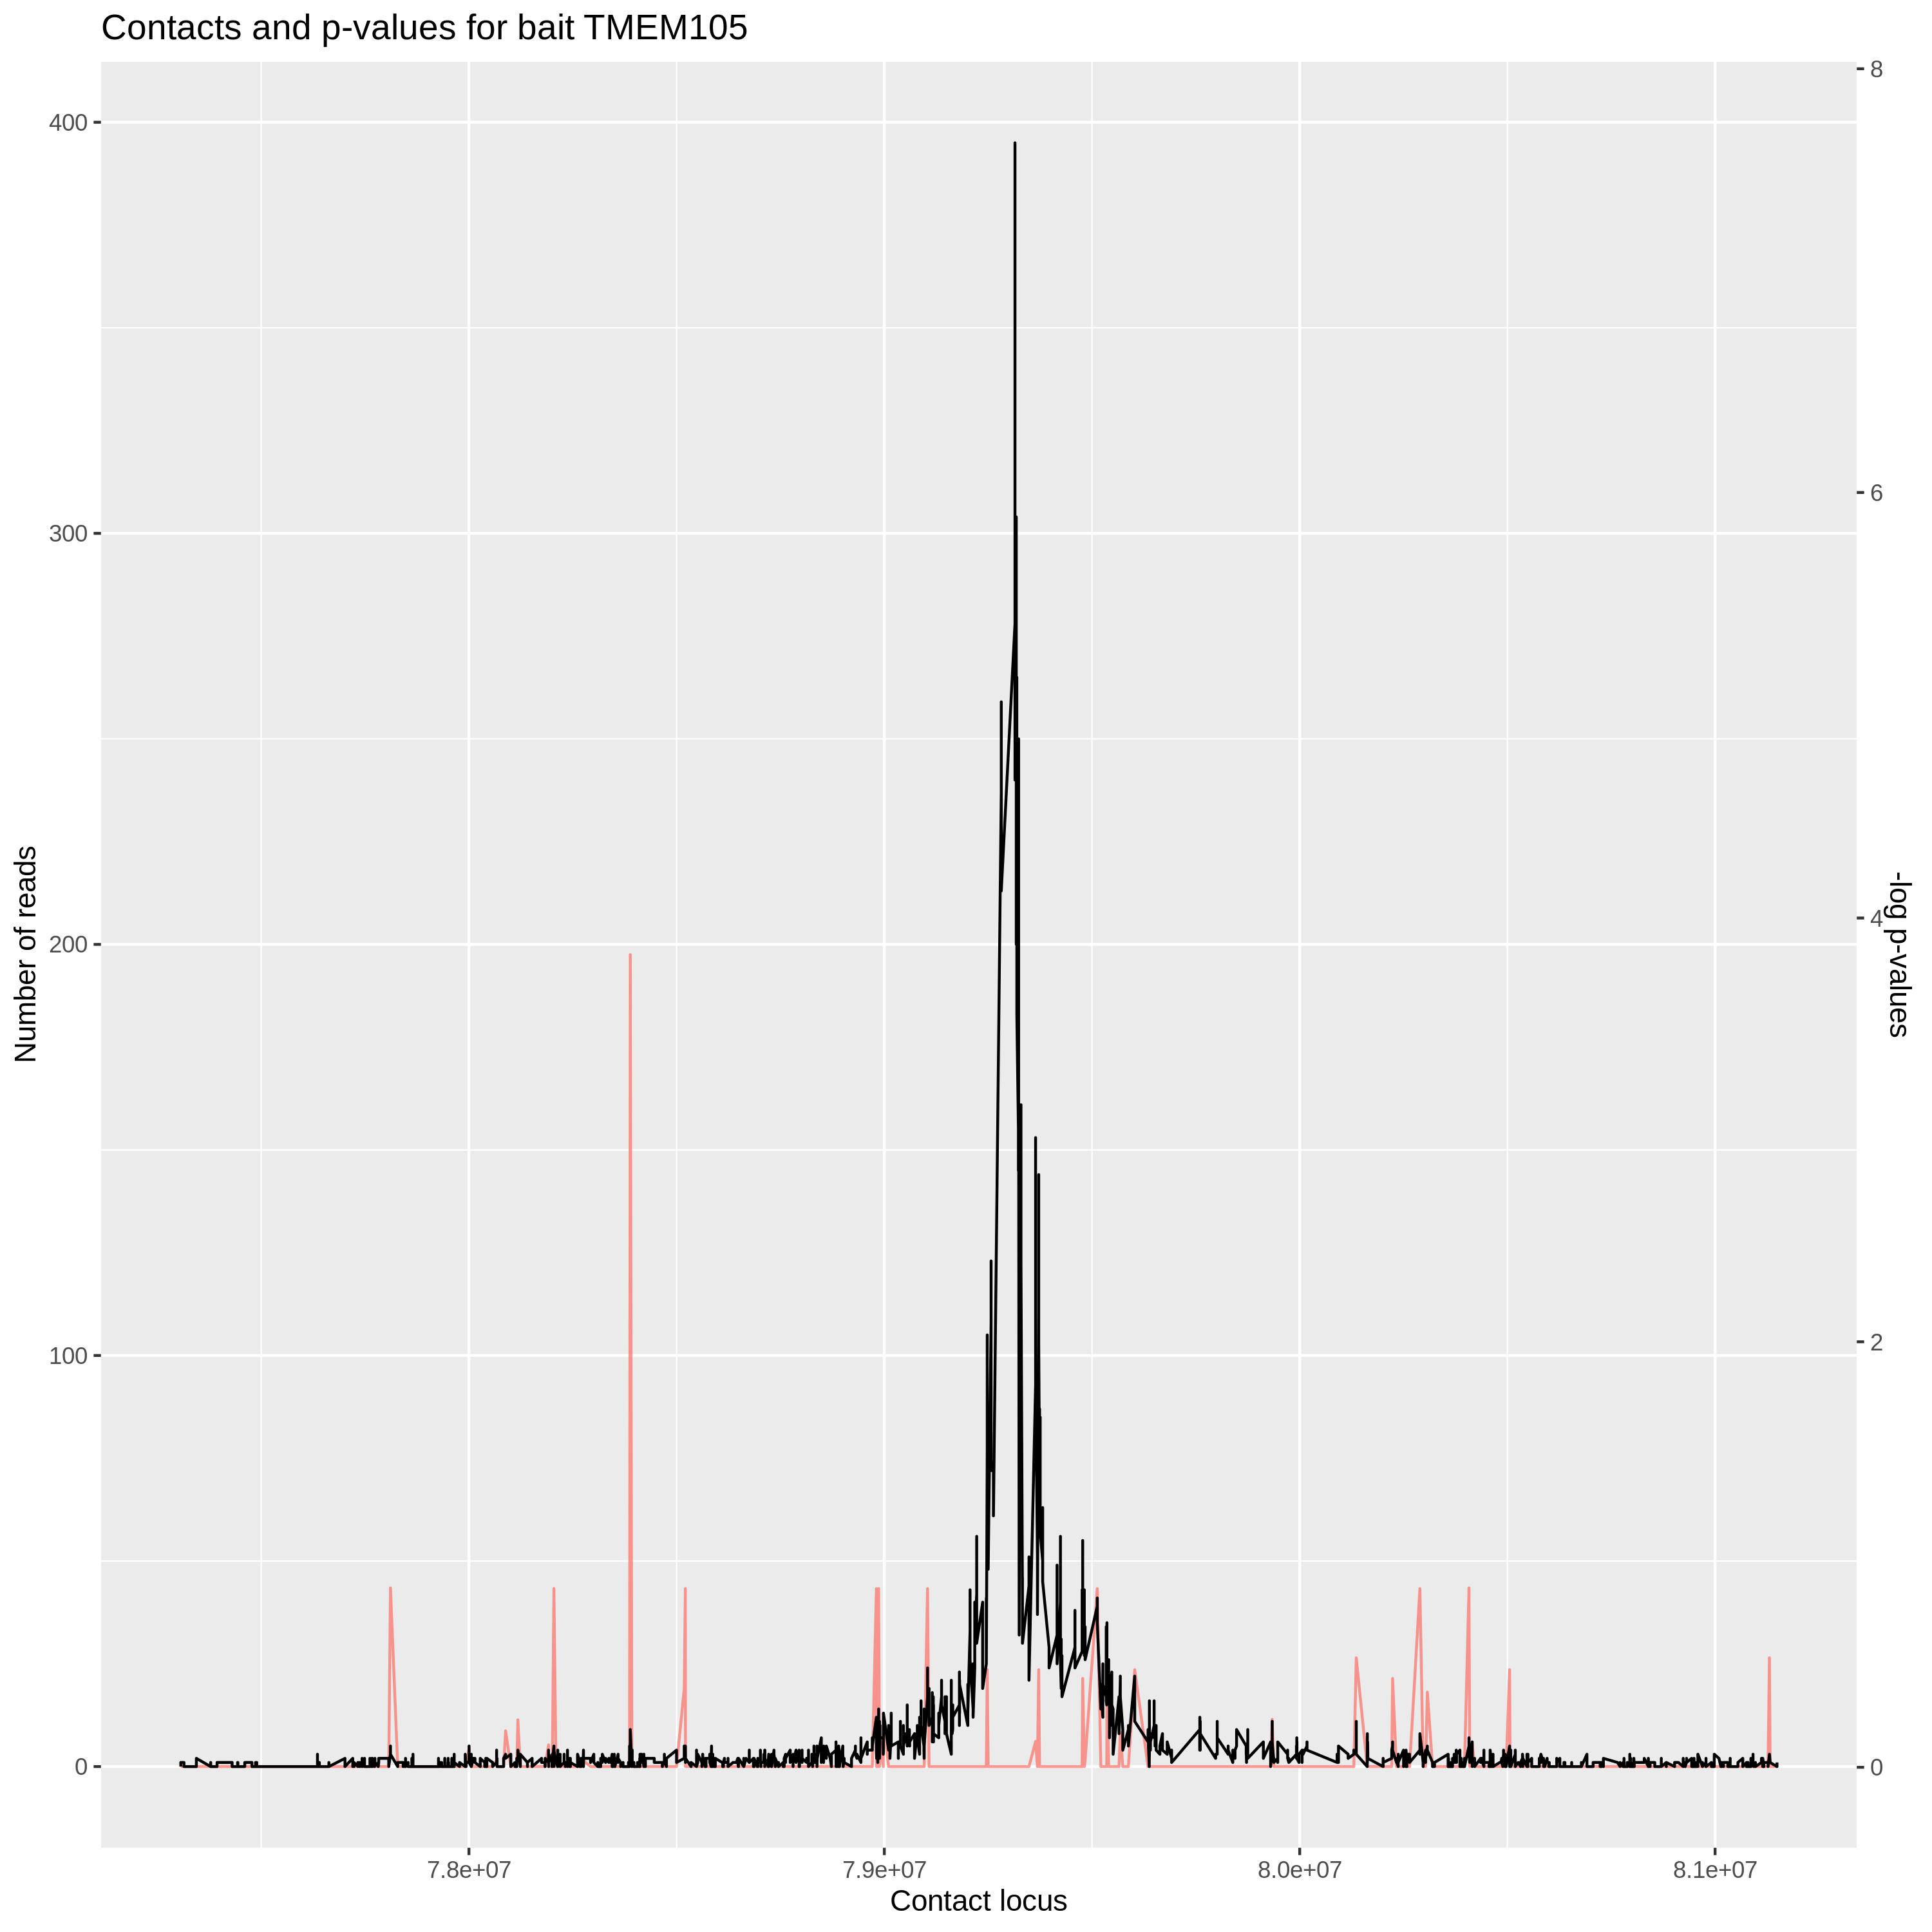 Contacts and p-values for bait TMEM105
400
300
200
100
0
Number of reads
8
6
4
2
0
-log p-values
7.8e+07
7.9e+07
8.0e+07
8.1e+07
Contact locus